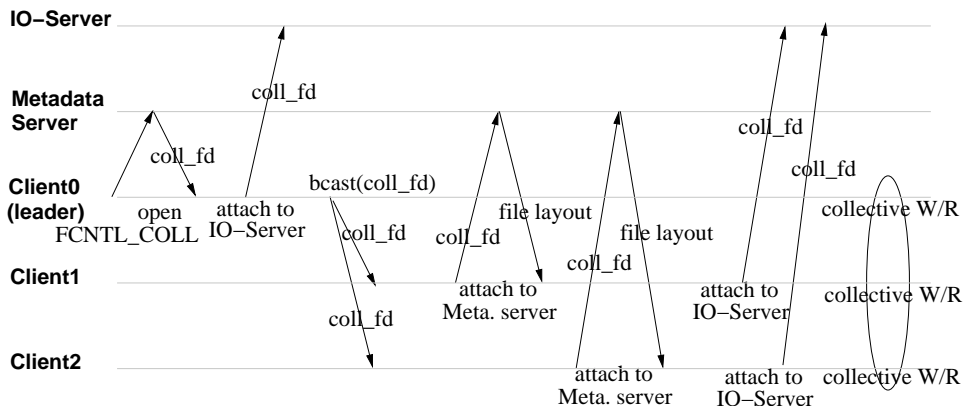 IO−Server
coll_fd
Metadata
Server
coll_fd
coll_fd
coll_fd
Client0
(leader)
bcast(coll_fd)
open
FCNTL_COLL
attach to
IO−Server
coll_fd
coll_fd
file layout
coll_fd
file layout
collective W/R
Client1
attach to
Meta. server
attach to
IO−Server
collective W/R
coll_fd
Client2
attach to
Meta. server
attach to
IO−Server
collective W/R